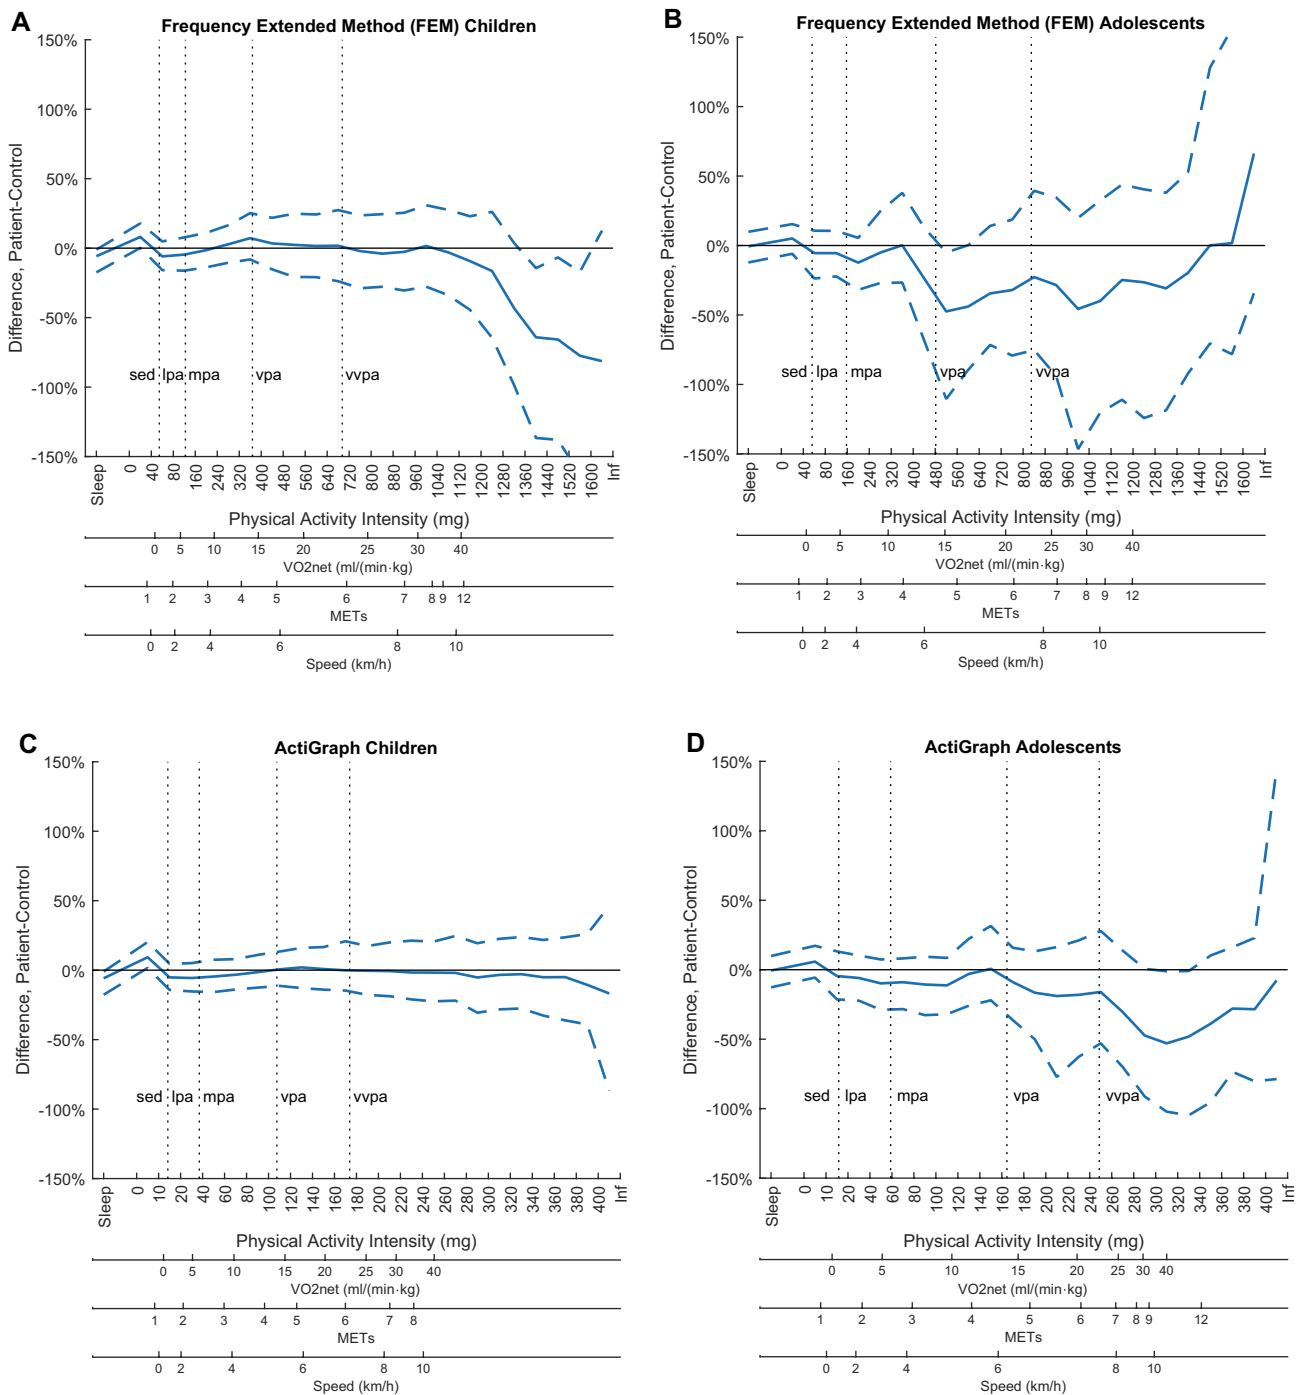 A
Frequency Extended Method (FEM) Children
150%
100%
50%
0%
-50%
-100%
-150%
Difference, Patient-Control
sed lpa mpa vpa vvpa
Sleep 0 40 80 160 240 320 400 480 560 640 720 800 880 960 1040 1120 1200 1280 1360 1440 1520 1600 Inf
Physical Activity Intensity (mg)
0 5 10 15 20 25 30 40
VO2net (ml/(min·kg)
1 2 3 4 5 6 7 8 9 12
METs
0 2 4 6 8 10
Speed (km/h)
B
Frequency Extended Method (FEM) Adolescents
150%
100%
50%
0%
-50%
-100%
-150%
Difference, Patient-Control
sed lpa mpa vpa vvpa
Sleep 0 40 80 160 240 320 400 480 560 640 720 800 880 960 1040 1120 1200 1280 1360 1440 1520 1600 Inf
Physical Activity Intensity (mg)
0 5 10 15 20 25 30 40
VO2net (ml/(min·kg)
1 2 3 4 5 6 7 8 9 12
METs
0 2 4 6 8 10
Speed (km/h)
C
ActiGraph Children
150%
100%
50%
0%
-50%
-100%
-150%
Difference, Patient-Control
sed lpa mpa vpa vvpa
Sleep 0 10 20 40 60 80 100 120 140 160 180 200 220 240 260 280 300 320 340 360 380 400 Inf
Physical Activity Intensity (mg)
0 5 10 15 20 25 30 40
VO2net (ml/(min·kg)
1 2 3 4 5 6 7 8
METs
0 2 4 6 8 10
Speed (km/h)
D
ActiGraph Adolescents
150%
100%
50%
0%
-50%
-100%
-150%
Difference, Patient-Control
sed lpa mpa vpa vvpa
Sleep 0 10 20 40 60 80 100 120 140 160 180 200 220 240 260 280 300 320 340 360 380 400 Inf
Physical Activity Intensity (mg)
0 5 10 15 20 25 30 40
VO2net (ml/(min·kg)
1 2 3 4 5 6 7 8 9 12
METs
0 2 4 6 8 10
Speed (km/h)